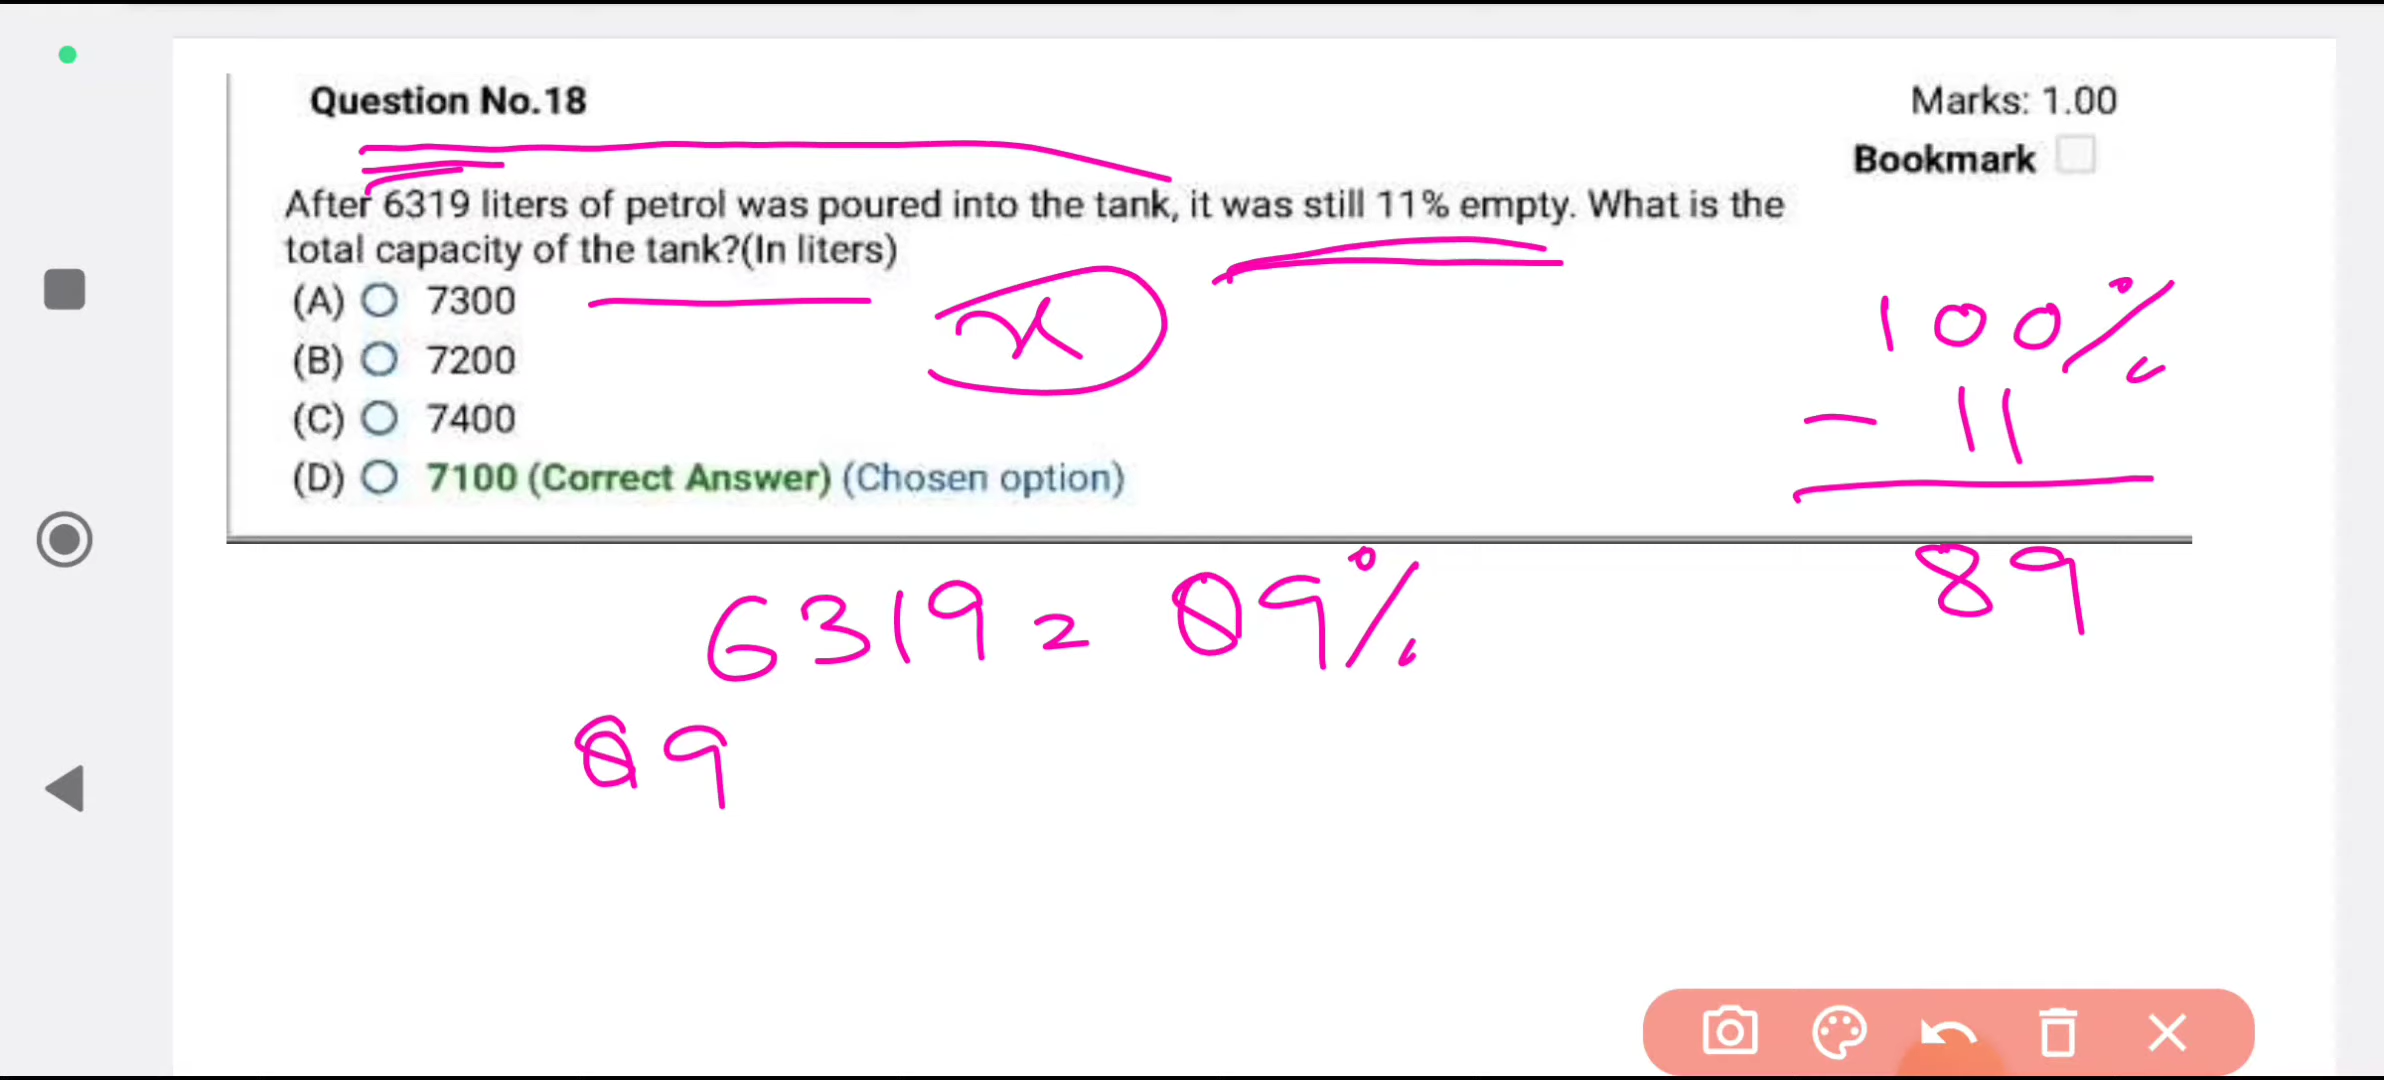 Question No.18
Marks: 1.00
Bookmark
After 6319 liters of petrol was poured into the tank, it was still 11% empty. What is the
total capacity of the tank?(In liters)
(A) 7300
(B) 7200
(C) 7400
(D) 7100 (Correct Answer) (Chosen option)
x
100%
- 11
89
6319 = 89%
89